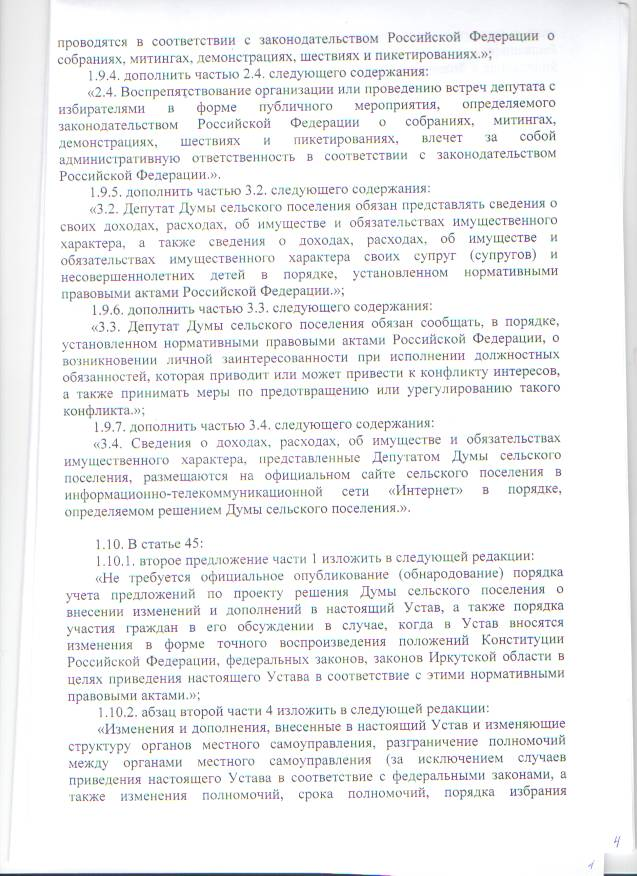 проводятся в соответствии с законодательством Российской Федерации о
собраниях, митингах, демонстрациях, шествиях и пикетированиях.»;
1.9.4. дополнить частью 2.4. следующего содержания:
«2.4. Воспрепятствование организации или проведению встреч депутата с
избирателями в форме публичного мероприятия, определяемого
законодательством Российской Федерации о собраниях, митингах,
демонстрациях, шествиях и пикетированиях, влечет за собой
административную ответственность в соответствии с законодательством
Российской Федерации.».
1.9.5. дополнить частью 3.2. следующего содержания:
«3.2. Депутат Думы сельского поселения обязан представлять сведения о
своих доходах, расходах, об имуществе и обязательствах имущественного
характера, а также сведения о доходах, расходах, об имуществе и
обязательствах имущественного характера своих супруг (супругов) и
несовершеннолетних детей в порядке, установленном нормативными
правовыми актами Российской Федерации.»;
1.9.6. дополнить частью 3.3. следующего содержания:
«3.3. Депутат Думы сельского поселения обязан сообщать, в порядке,
установленном нормативными правовыми актами Российской Федерации, о
возникновении личной заинтересованности при исполнении должностных
обязанностей, которая приводит или может привести к конфликту интересов,
а также принимать меры по предотвращению или урегулированию такого
конфликта.»;
1.9.7. дополнить частью 3.4. следующего содержания:
«3.4. Сведения о доходах, расходах, об имуществе и обязательствах
имущественного характера, представленные Депутатом Думы сельского
поселения, размещаются на официальном сайте сельского поселения в
информационно-телекоммуникационной сети «Интернет» в порядке,
определяемом решением Думы сельского поселения.».
1.10. В статье 45:
1.10.1. второе предложение части 1 изложить в следующей редакции:
«Не требуется официальное опубликование (обнародование) порядка
учета предложений по проекту решения Думы сельского поселения о
внесении изменений и дополнений в настоящий Устав, а также порядка
участия граждан в его обсуждении в случае, когда в Устав вносятся
изменения в форме точного воспроизведения положений Конституции
Российской Федерации, федеральных законов, законов Иркутской области в
целях приведения настоящего Устава в соответствие с этими нормативными
правовыми актами.»;
1.10.2. абзац второй части 4 изложить в следующей редакции:
«Изменения и дополнения, внесенные в настоящий Устав и изменяющие
структуру органов местного самоуправления, разграничение полномочий
между органами местного самоуправления (за исключением случаев
приведения настоящего Устава в соответствие с федеральными законами, а
также изменения полномочий, срока полномочий, порядка избрания
4